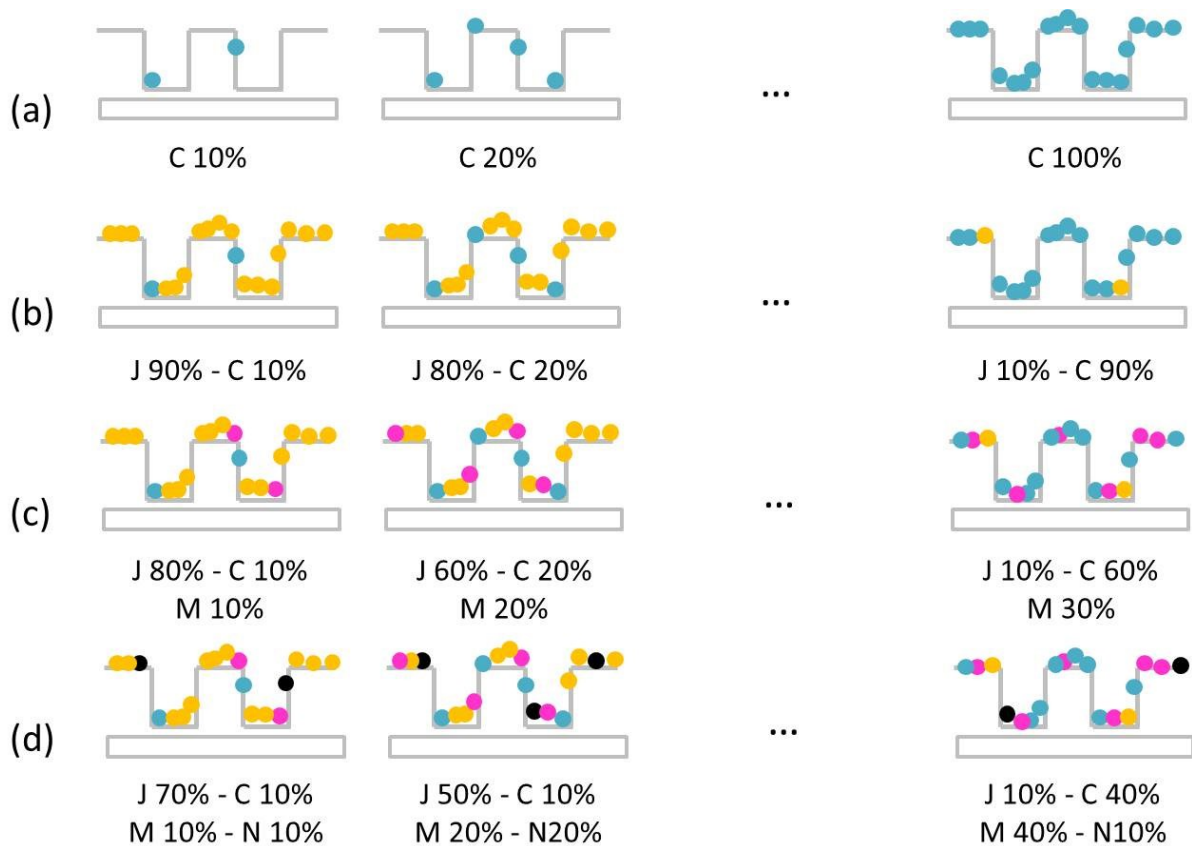 (a)
...
C 10%
C 20%
C 100%
(b)
...
J 90% - C 10%
J 80% - C 20%
J 10% - C 90%
(c)
...
J 80% - C 10%
M 10%
J 60% - C 20%
M 20%
J 10% - C 60%
M 30%
(d)
...
J 70% - C 10%
M 10% - N 10%
J 50% - C 10%
M 20% - N20%
J 10% - C 40%
M 40% - N10%